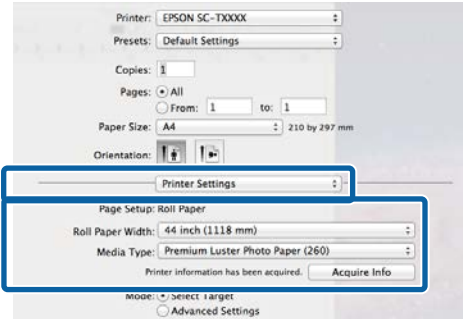 Printer: EPSON SC-TXXXX
Presets: Default Settings
Copies: 1
Pages: All
From: 1 to: 1
Paper Size: A4 210 by 297 mm
Orientation:
Printer Settings
Page Setup: Roll Paper
Roll Paper Width: 44 inch (1118 mm)
Media Type: Premium Luster Photo Paper (260)
Printer information has been acquired. Acquire Info
Mode: Select Target
Advanced Settings